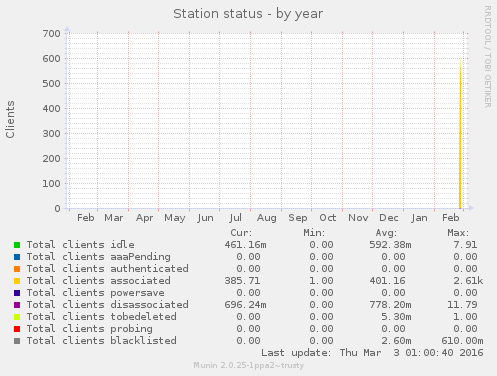 Station status - by year
RRDTOOL / TOBI OETIKER
Clients
700
600
500
400
300
200
100
0
Feb Mar Apr May Jun Jul Aug Sep Oct Nov Dec Jan Feb
Cur: Min: Avg: Max:
Total clients idle 461.16m 0.00 592.38m 7.91
Total clients aaaPending 0.00 0.00 0.00 0.00
Total clients authenticated 0.00 0.00 0.00 0.00
Total clients associated 385.71 1.00 401.16 2.61k
Total clients powersave 0.00 0.00 0.00 0.00
Total clients disassociated 696.24m 0.00 778.20m 11.79
Total clients tobedeleted 0.00 0.00 5.30m 1.00
Total clients probing 0.00 0.00 0.00 0.00
Total clients blacklisted 0.00 0.00 2.60m 610.00m
Last update: Thu Mar 3 01:00:40 2016
Munin 2.0.25-1ppa2~trusty